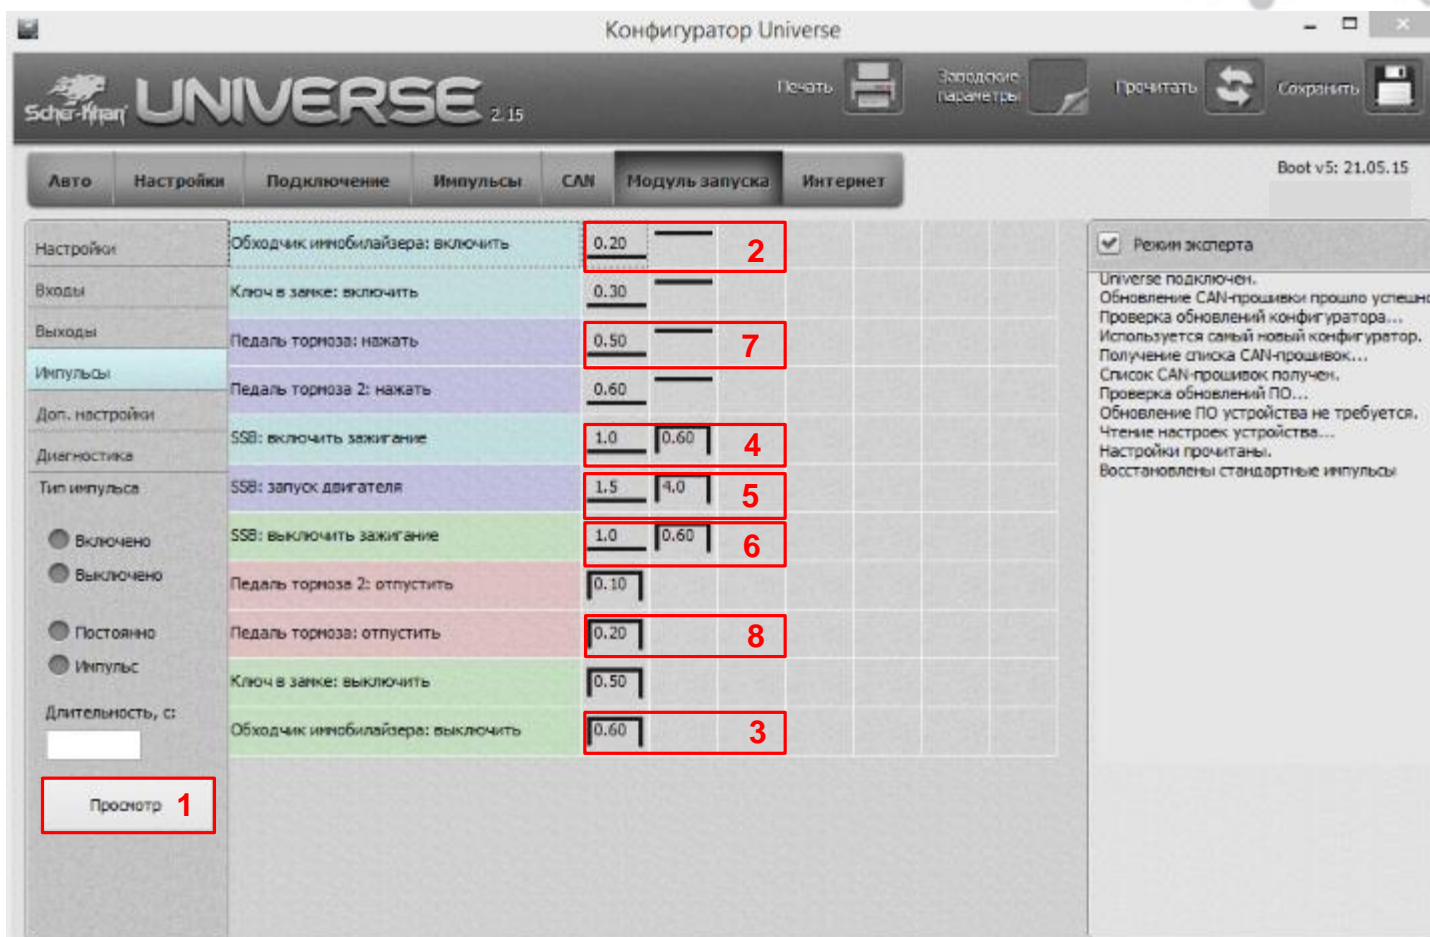 Конфигуратор Universe
Scher-Khan UNIVERSE 2.15
Печать
Заводские
параметры
Прочитать
Сохранить
Авто
Настройки
Подключение
Импульсы
CAN
Модуль запуска
Интернет
Boot v5: 21.05.15
Настройки
Входы
Выходы
Импульсы
Доп. настройки
Диагностика
Тип импульса
Включено
Выключено
Постоянно
Импульс
Длительность, с:
Просмотр 1
Обходчик иммобилайзера: включить 0.20 2
Ключ в замке: включить 0.30
Педаль тормоза: нажать 0.50 7
Педаль тормоза 2: нажать 0.60
SSB: включить зажигание 1.0 0.60 4
SSB: запуск двигателя 1.5 4.0 5
SSB: выключить зажигание 1.0 0.60 6
Педаль тормоза 2: отпустить 0.10
Педаль тормоза: отпустить 0.20 8
Ключ в замке: выключить 0.50
Обходчик иммобилайзера: выключить 0.60 3
Режим эксперта
Universe подключен.
Обновление CAN-прошивки прошло успешно
Проверка обновлений конфигуратора...
Используется самый новый конфигуратор.
Получение списка CAN-прошивок...
Список CAN-прошивок получен.
Проверка обновлений ПО...
Обновление ПО устройства не требуется.
Чтение настроек устройства...
Настройки прочитаны.
Восстановлены стандартные импульсы